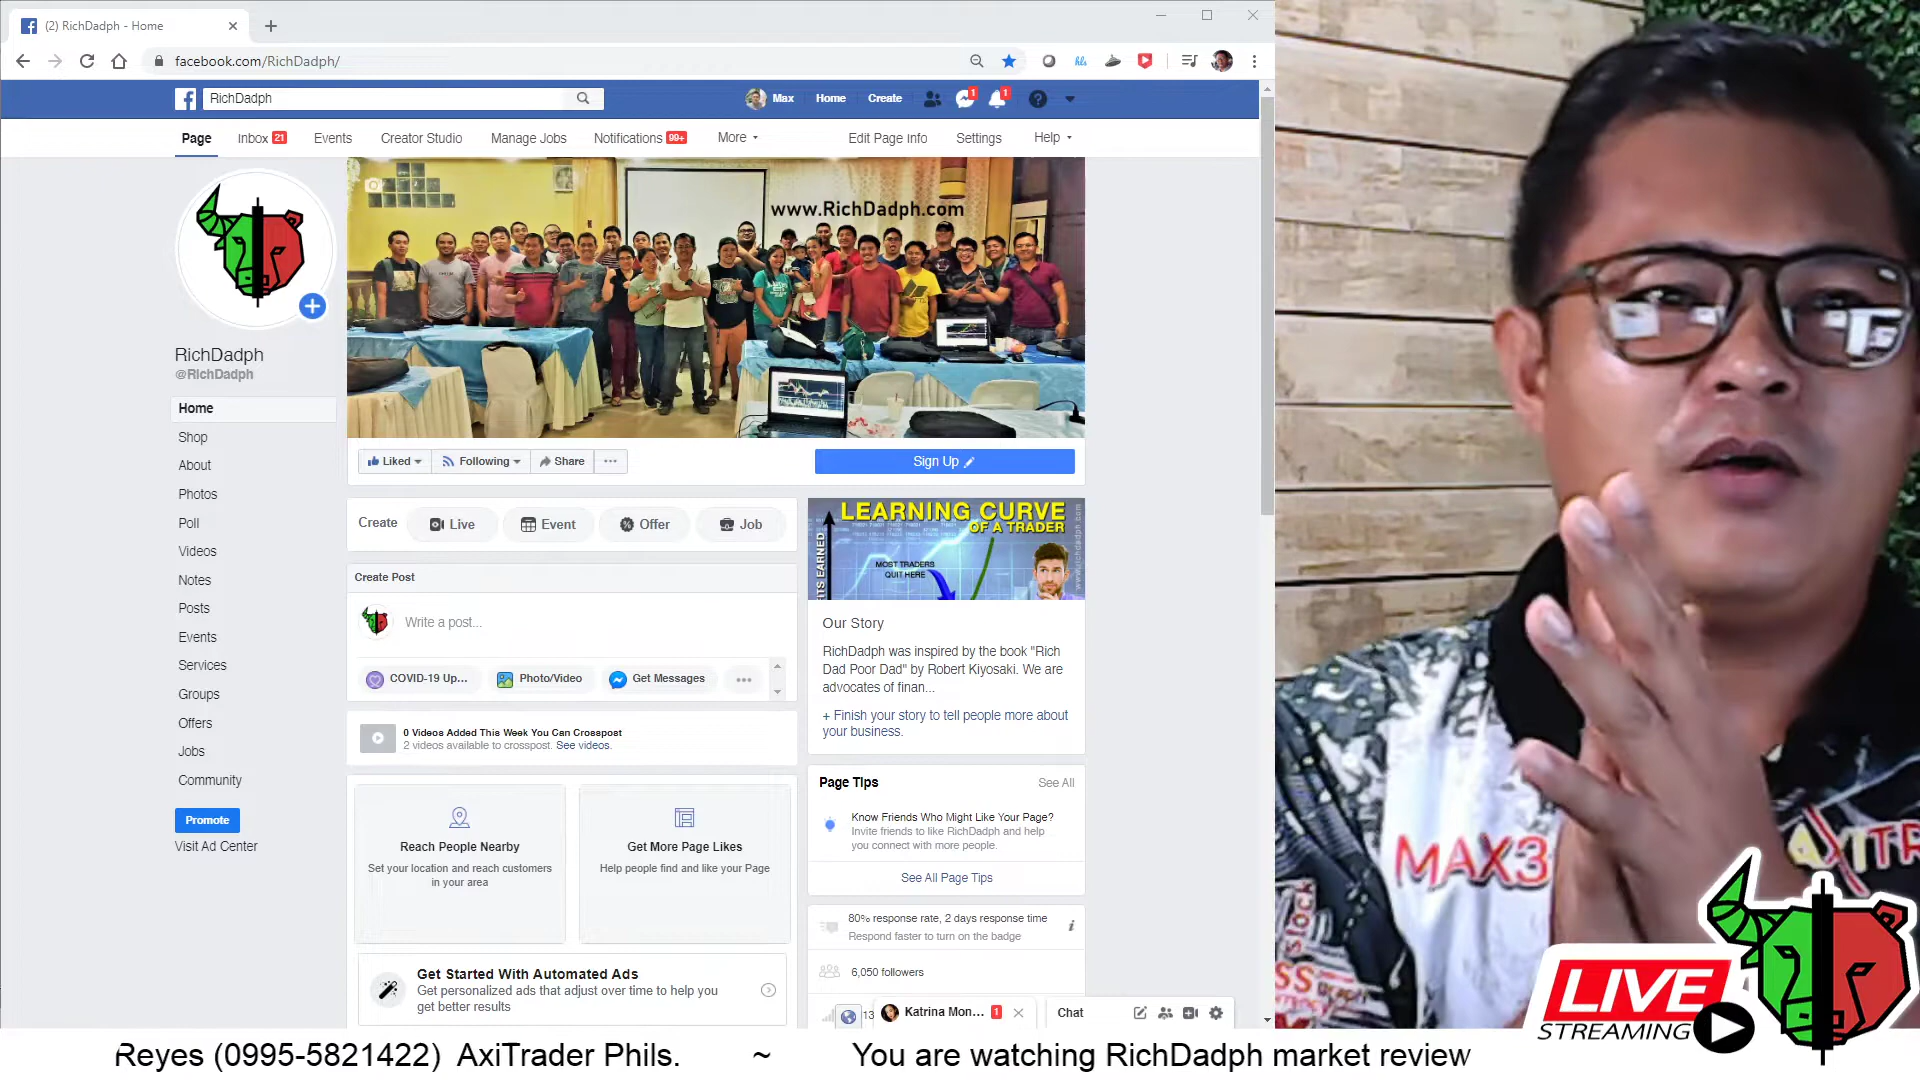 (2) RichDadph - Home
facebook.com/RichDadph/
RichDadph
Max Home Create 1 1
Page Inbox 21 Events Creator Studio Manage Jobs Notifications 99+ More Edit Page Info Settings Help
www.RichDadph.com
RichDadph
@RichDadph
Home
Shop
About
Photos
Poll
Videos
Notes
Posts
Events
Services
Groups
Offers
Jobs
Community
Promote
Visit Ad Center
Liked Following Share ...
Sign Up
Create Live Event Offer Job
Create Post
Write a post...
COVID-19 Up... Photo/Video Get Messages ...
0 Videos Added This Week You Can Crosspost
2 videos available to crosspost. See videos.
Reach People Nearby
Set your location and reach customers
in your area
Get More Page Likes
Help people find and like your Page
Get Started With Automated Ads
Get personalized ads that adjust over time to help you
get better results
LEARNING CURVE
OF A TRADER
MOST TRADERS
QUIT HERE
ITS EARNED
www.richdadph.com
Our Story
RichDadph was inspired by the book "Rich
Dad Poor Dad" by Robert Kiyosaki. We are
advocates of finan...
+ Finish your story to tell people more about
your business.
Page Tips See All
Know Friends Who Might Like Your Page?
Invite friends to like RichDadph and help
you connect with more people.
See All Page Tips
80% response rate, 2 days response time
Respond faster to turn on the badge
6,050 followers
13
Katrina Mon... 1
Chat
MAX3
AXITR
LIVE
STREAMING
Reyes (0995-5821422) AxiTrader Phils. ~ You are watching RichDadph market review